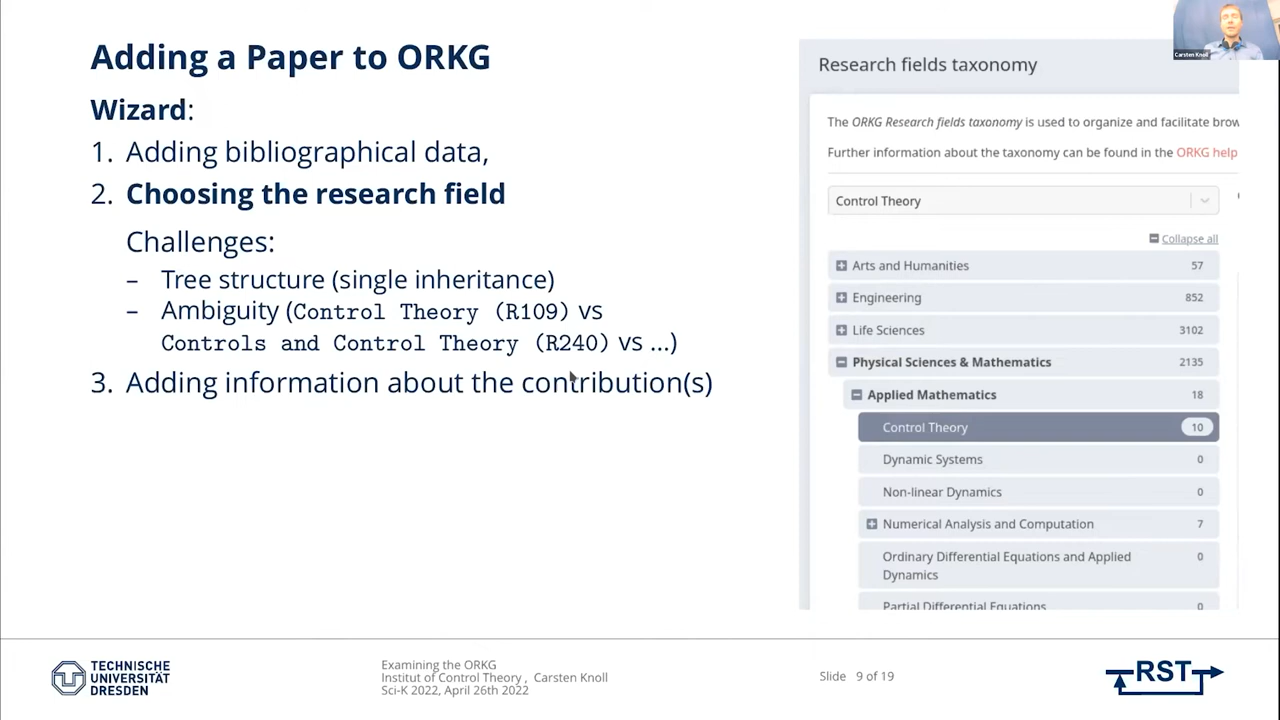 Adding a Paper to ORKG
Wizard:
1. Adding bibliographical data,
2. Choosing the research field
Challenges:
– Tree structure (single inheritance)
– Ambiguity (Control Theory (R109) vs
Controls and Control Theory (R240) vs ...)
3. Adding information about the contribution(s)
Research fields taxonomy
The ORKG Research fields taxonomy is used to organize and facilitate brow
Further information about the taxonomy can be found in the ORKG help
Control Theory
Collapse all
Arts and Humanities 57
Engineering 852
Life Sciences 3102
Physical Sciences & Mathematics 2135
Applied Mathematics 18
Control Theory 10
Dynamic Systems 0
Non-linear Dynamics 0
Numerical Analysis and Computation 7
Ordinary Differential Equations and Applied 0
Dynamics
Partial Differential Equations 0
Carsten Knoll
TECHNISCHE
UNIVERSITÄT
DRESDEN
Examining the ORKG
Institut of Control Theory , Carsten Knoll
Sci-K 2022, April 26th 2022
Slide 9 of 19
RST